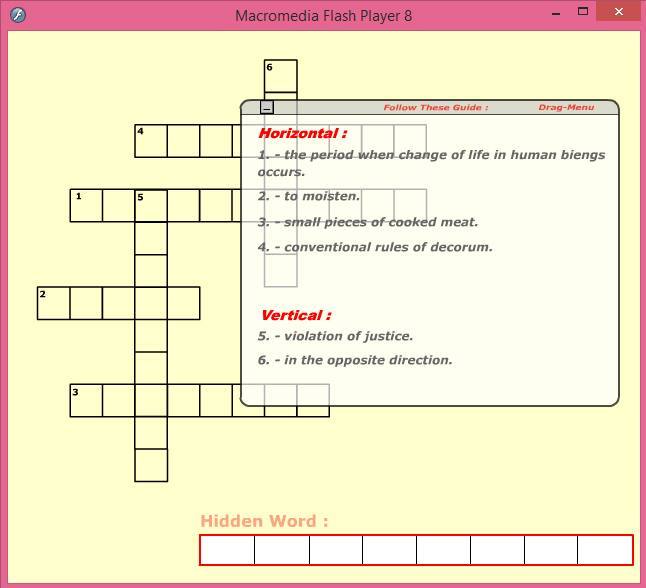 Macromedia Flash Player 8
6
Follow These Guide : Drag-Menu
4
Horizontal :
1. - the period when change of life in human biengs
occurs.
1 5
2. - to moisten.
3. - small pieces of cooked meat.
4. - conventional rules of decorum.
2
Vertical :
5. - violation of justice.
6. - in the opposite direction.
3
Hidden Word :